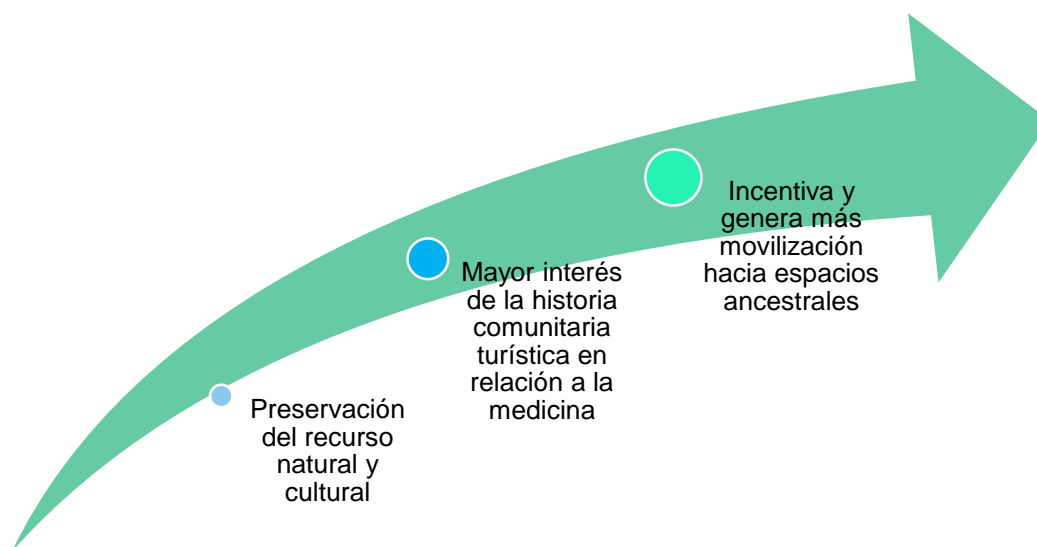 Preservación
del recurso
natural y
cultural
Mayor interés
de la historia
comunitaria
turística en
relación a la
medicina
Incentiva y
genera más
movilización
hacia espacios
ancestrales